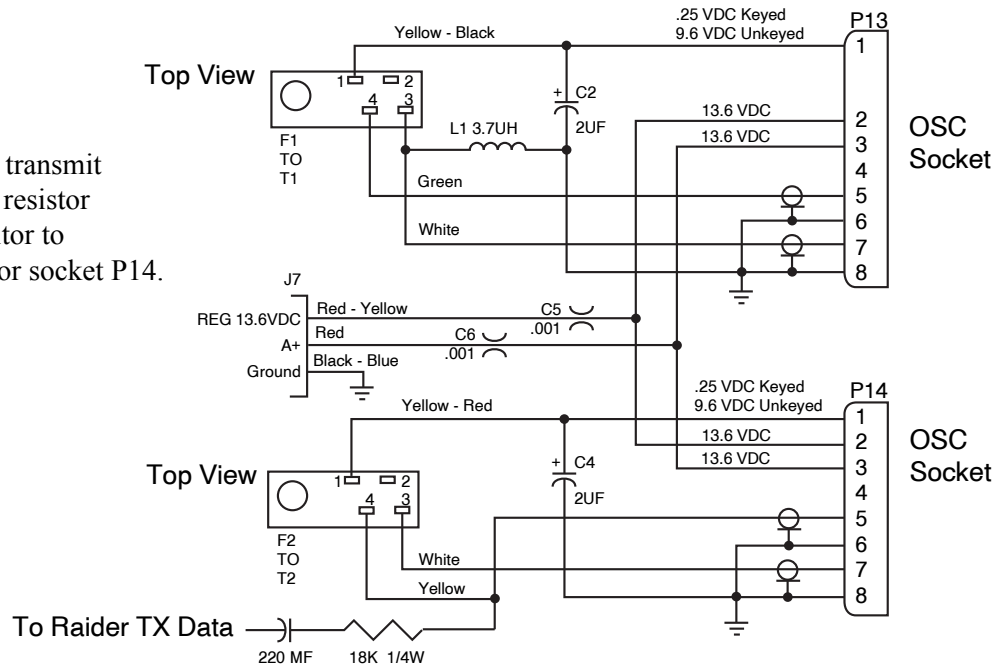 transmit
resistor
tor to
or socket P14.
Yellow - Black
.25 VDC Keyed
9.6 VDC Unkeyed
P13
1
Top View
1
2
4
3
+
C2
2UF
F1
TO
T1
L1 3.7UH
13.6 VDC
2
13.6 VDC
3
4
OSC
Socket
Green
5
6
White
7
8
J7
REG 13.6VDC
Red - Yellow
C5
.001
A+
Red
C6
.001
Ground
Black - Blue
.25 VDC Keyed
9.6 VDC Unkeyed
P14
Yellow - Red
1
13.6 VDC
2
13.6 VDC
3
4
OSC
Socket
Top View
1
2
4
3
+
C4
2UF
F2
TO
T2
5
6
White
7
Yellow
8
To Raider TX Data
220 MF
18K 1/4W